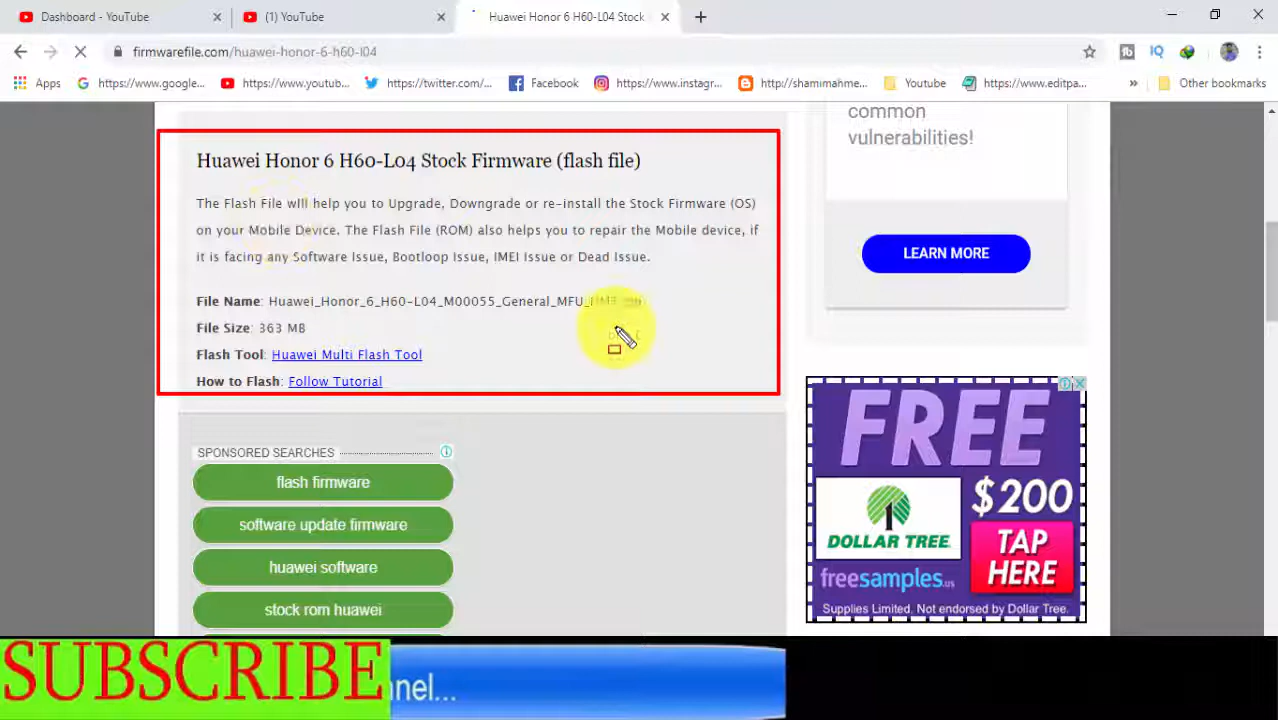 Dashboard - YouTube
(1) YouTube
Huawei Honor 6 H60-L04 Stock
firmwarefile.com/huawei-honor-6-h60-l04
Apps
https://www.google...
https://www.youtub...
https://twitter.com/...
Facebook
https://www.instagr...
http://shamimahme...
Youtube
https://www.editpa...
Other bookmarks
Huawei Honor 6 H60-L04 Stock Firmware (flash file)
The Flash File will help you to Upgrade, Downgrade or re-install the Stock Firmware (OS)
on your Mobile Device. The Flash File (ROM) also helps you to repair the Mobile device, if
it is facing any Software Issue, Bootloop Issue, IMEI Issue or Dead Issue.
File Name: Huawei_Honor_6_H60-L04_M00055_General_MFU_
File Size: 363 MB
Flash Tool: Huawei Multi Flash Tool
How to Flash: Follow Tutorial
SPONSORED SEARCHES
flash firmware
software update firmware
huawei software
stock rom huawei
common
vulnerabilities!
LEARN MORE
FREE
$200
DOLLAR TREE
TAP
HERE
freesamples.us
Supplies Limited. Not endorsed by Dollar Tree.
SUBSCRIBE
nel...